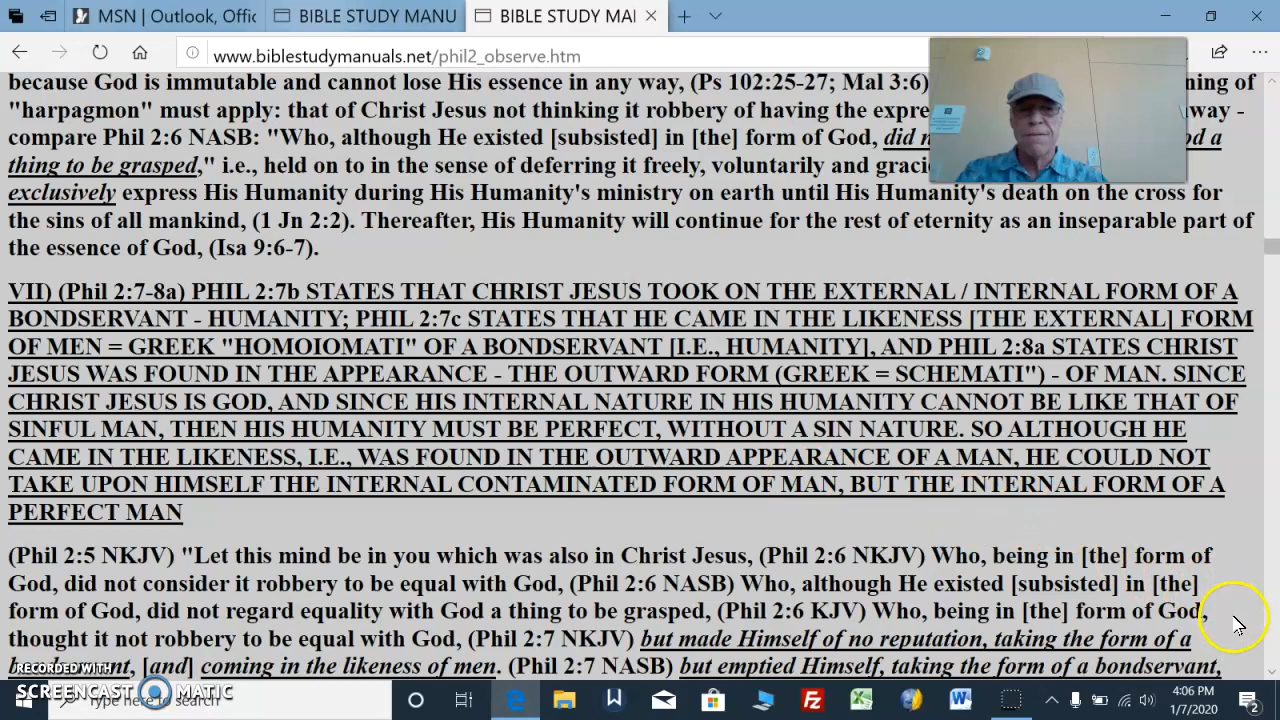 MSN | Outlook, Offic
BIBLE STUDY MANU
BIBLE STUDY MAI
www.biblestudymanuals.net/phil2_observe.htm
because God is immutable and cannot lose His essence in any way, (Ps 102:25-27; Mal 3:6) ning of
"harpagmon" must apply: that of Christ Jesus not thinking it robbery of having the expre way -
compare Phil 2:6 NASB: "Who, although He existed [subsisted] in [the] form of God, did n od a
thing to be grasped," i.e., held on to in the sense of deferring it freely, voluntarily and graci
exclusively express His Humanity during His Humanity's ministry on earth until His Humanity's death on the cross for
the sins of all mankind, (1 Jn 2:2). Thereafter, His Humanity will continue for the rest of eternity as an inseparable part of
the essence of God, (Isa 9:6-7).
VII) (Phil 2:7-8a) PHIL 2:7b STATES THAT CHRIST JESUS TOOK ON THE EXTERNAL / INTERNAL FORM OF A
BONDSERVANT - HUMANITY; PHIL 2:7c STATES THAT HE CAME IN THE LIKENESS [THE EXTERNAL] FORM
OF MEN = GREEK "HOMOIOMATI" OF A BONDSERVANT [I.E., HUMANITY], AND PHIL 2:8a STATES CHRIST
JESUS WAS FOUND IN THE APPEARANCE - THE OUTWARD FORM (GREEK = SCHEMATI") - OF MAN. SINCE
CHRIST JESUS IS GOD, AND SINCE HIS INTERNAL NATURE IN HIS HUMANITY CANNOT BE LIKE THAT OF
SINFUL MAN, THEN HIS HUMANITY MUST BE PERFECT, WITHOUT A SIN NATURE. SO ALTHOUGH HE
CAME IN THE LIKENESS, I.E., WAS FOUND IN THE OUTWARD APPEARANCE OF A MAN, HE COULD NOT
TAKE UPON HIMSELF THE INTERNAL CONTAMINATED FORM OF MAN, BUT THE INTERNAL FORM OF A
PERFECT MAN
(Phil 2:5 NKJV) "Let this mind be in you which was also in Christ Jesus, (Phil 2:6 NKJV) Who, being in [the] form of
God, did not consider it robbery to be equal with God, (Phil 2:6 NASB) Who, although He existed [subsisted] in [the]
form of God, did not regard equality with God a thing to be grasped, (Phil 2:6 KJV) Who, being in [the] form of God,
thought it not robbery to be equal with God, (Phil 2:7 NKJV) but made Himself of no reputation, taking the form of a
[and] coming in the likeness of men. (Phil 2:7 NASB) but emptied Himself, taking the form of a bondservant,
RECORDED WITH
SCREENCAST MATIC
Type here to search
4:06 PM
1/7/2020
2